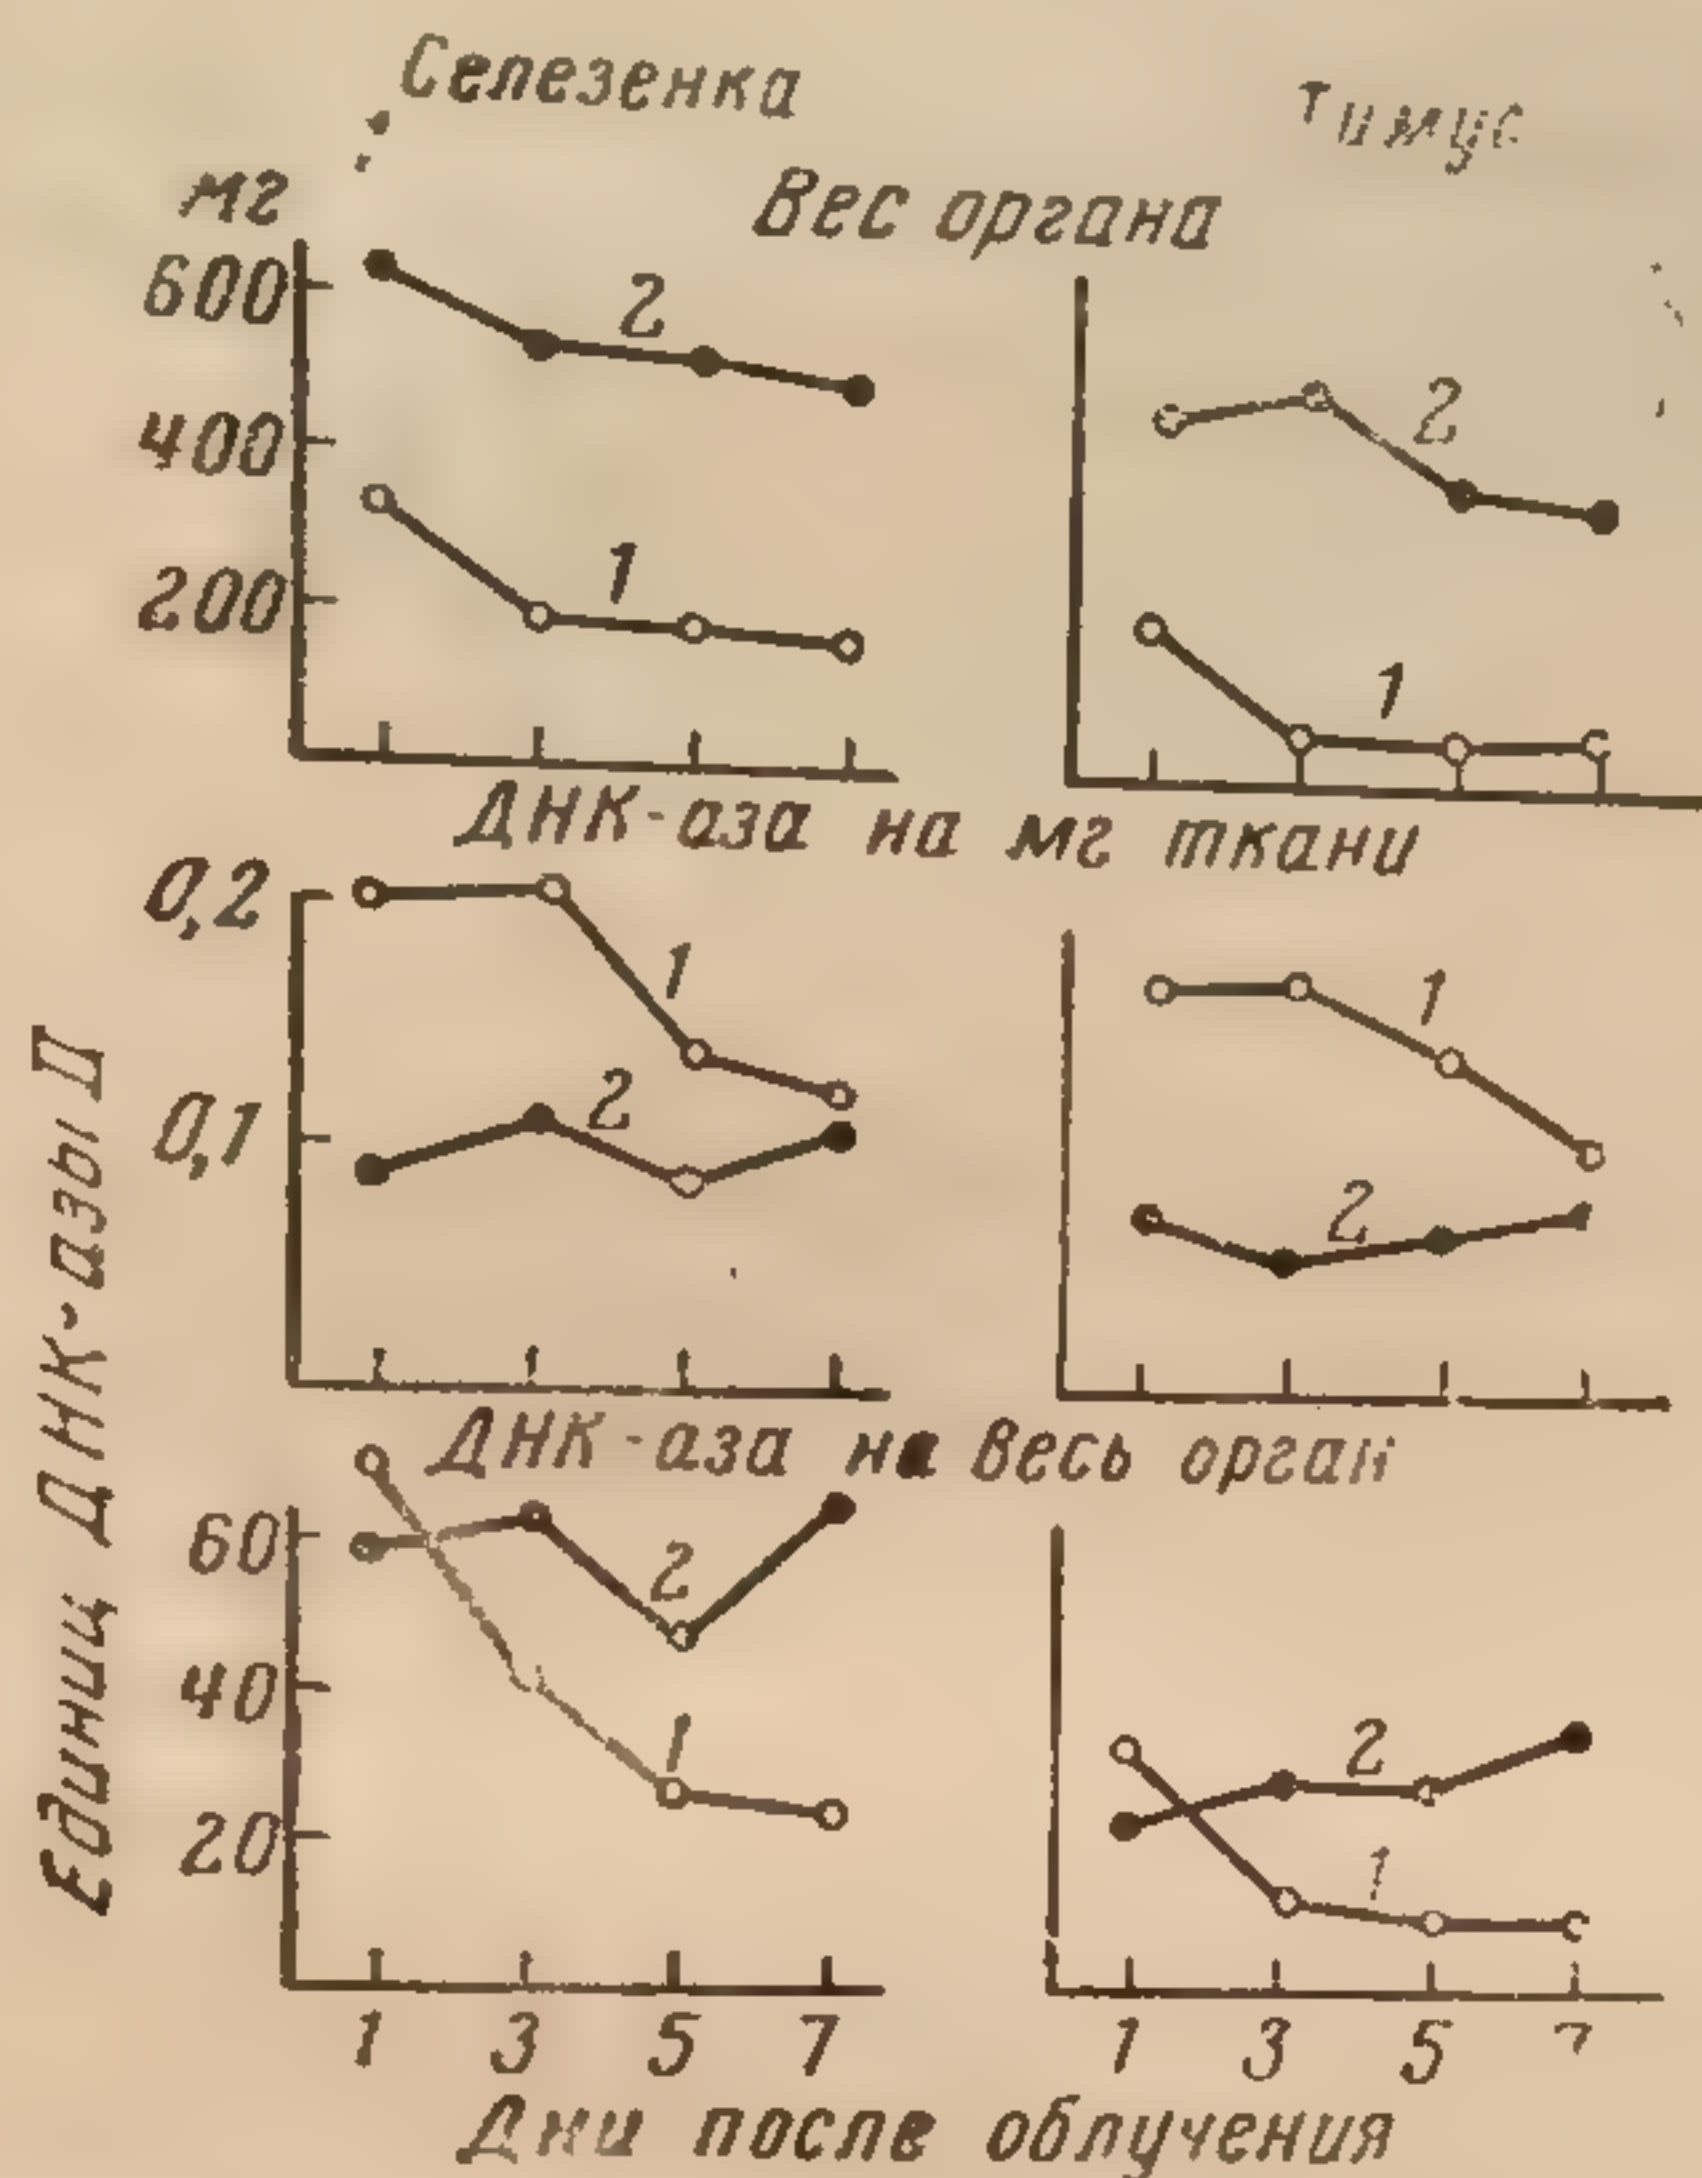 Селезенка
Тимус
мг
Вес органа
600
400
200
2
1
2
1
ДНК-аза на мг ткани
0,2
0,1
1
2
1
2
Единиц ДНК-азы II
ДНК-аза на весь орган
60
40
20
2
1
2
1
1 3 5 7
1 3 5 7
Дни после облучения